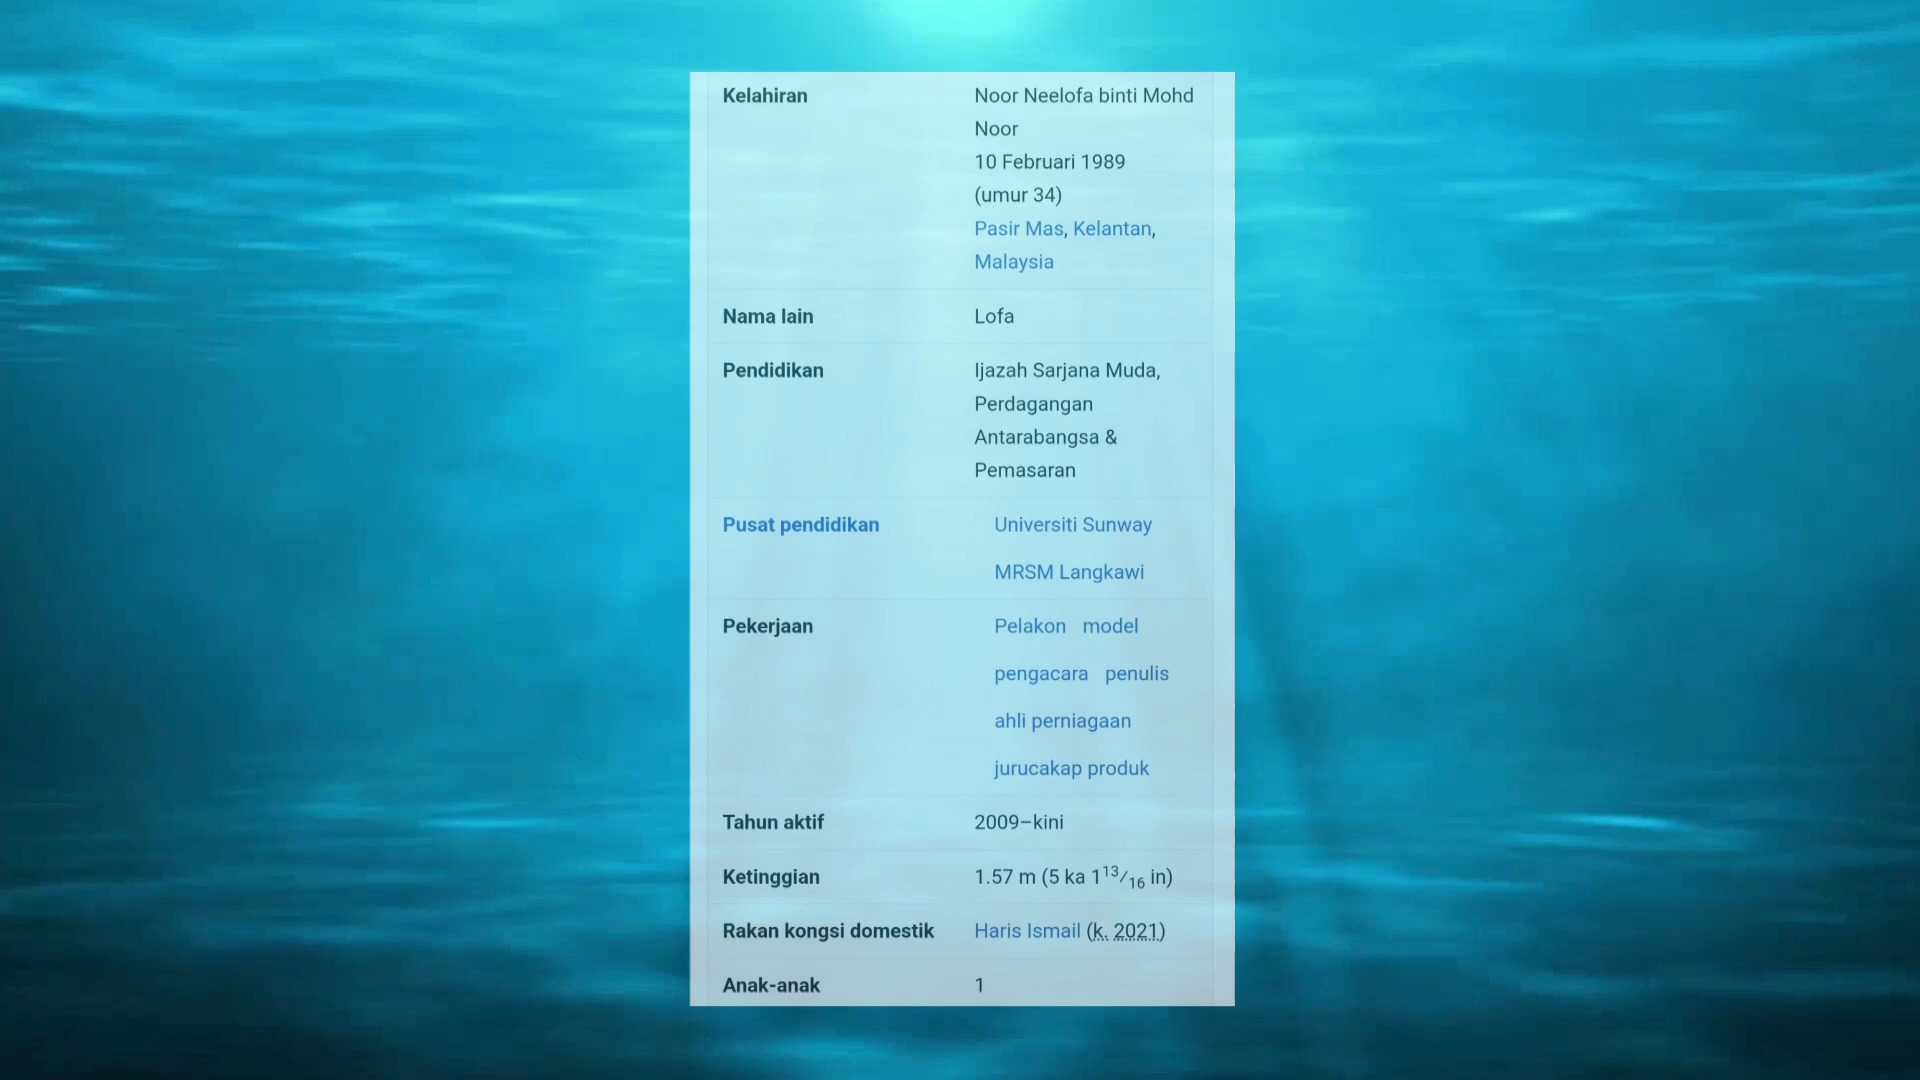 Kelahiran Noor Neelofa binti Mohd
Noor
10 Februari 1989
(umur 34)
Pasir Mas, Kelantan,
Malaysia
Nama lain Lofa
Pendidikan Ijazah Sarjana Muda,
Perdagangan
Antarabangsa &
Pemasaran
Pusat pendidikan Universiti Sunway
MRSM Langkawi
Pekerjaan Pelakon model
pengacara penulis
ahli perniagaan
jurucakap produk
Tahun aktif 2009–kini
Ketinggian 1.57 m (5 ka 1 13⁄16 in)
Rakan kongsi domestik Haris Ismail (k. 2021)
Anak-anak 1